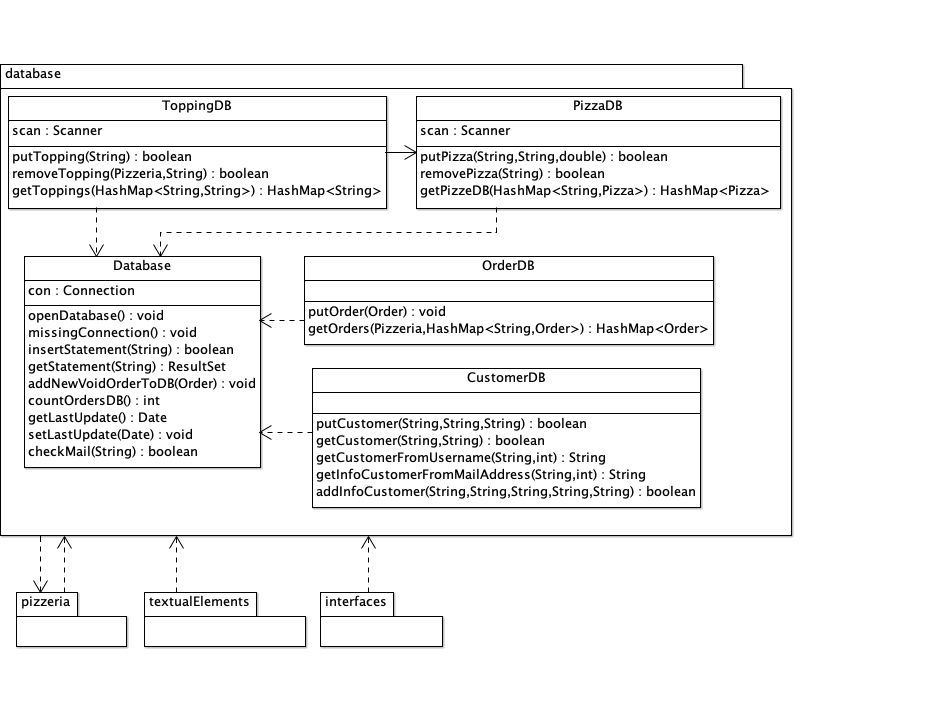 database
ToppingDB
scan : Scanner
putTopping(String) : boolean
removeTopping(Pizzeria,String) : boolean
getToppings(HashMap<String,String>) : HashMap<String>
PizzaDB
scan : Scanner
putPizza(String,String,double) : boolean
removePizza(String) : boolean
getPizzeDB(HashMap<String,Pizza>) : HashMap<Pizza>
Database
con : Connection
openDatabase() : void
missingConnection() : void
insertStatement(String) : boolean
getStatement(String) : ResultSet
addNewVoidOrderToDB(Order) : void
countOrdersDB() : int
getLastUpdate() : Date
setLastUpdate(Date) : void
checkMail(String) : boolean
OrderDB
putOrder(Order) : void
getOrders(Pizzeria,HashMap<String,Order>) : HashMap<Order>
CustomerDB
putCustomer(String,String,String) : boolean
getCustomer(String,String) : boolean
getCustomerFromUsername(String,int) : String
getInfoCustomerFromMailAddress(String,int) : String
addInfoCustomer(String,String,String,String,String) : boolean
pizzeria
textualElements
interfaces